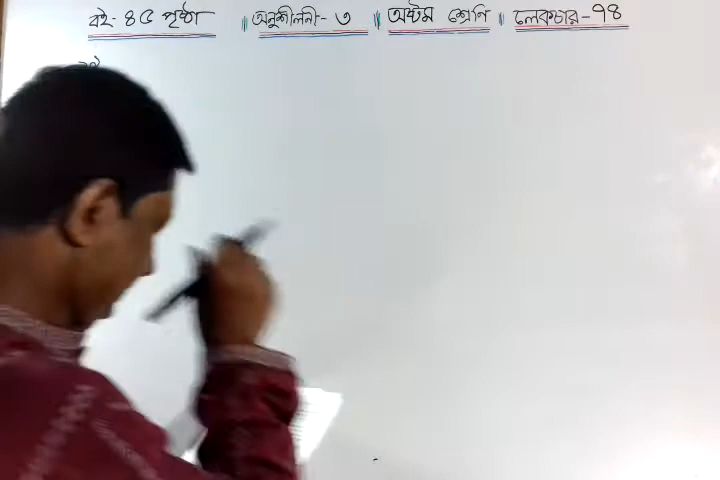 বই- ৪৫ পৃষ্ঠা || অনুশীলনী- ৩ || অষ্টম শ্রেণি || লেকচার-৭৪